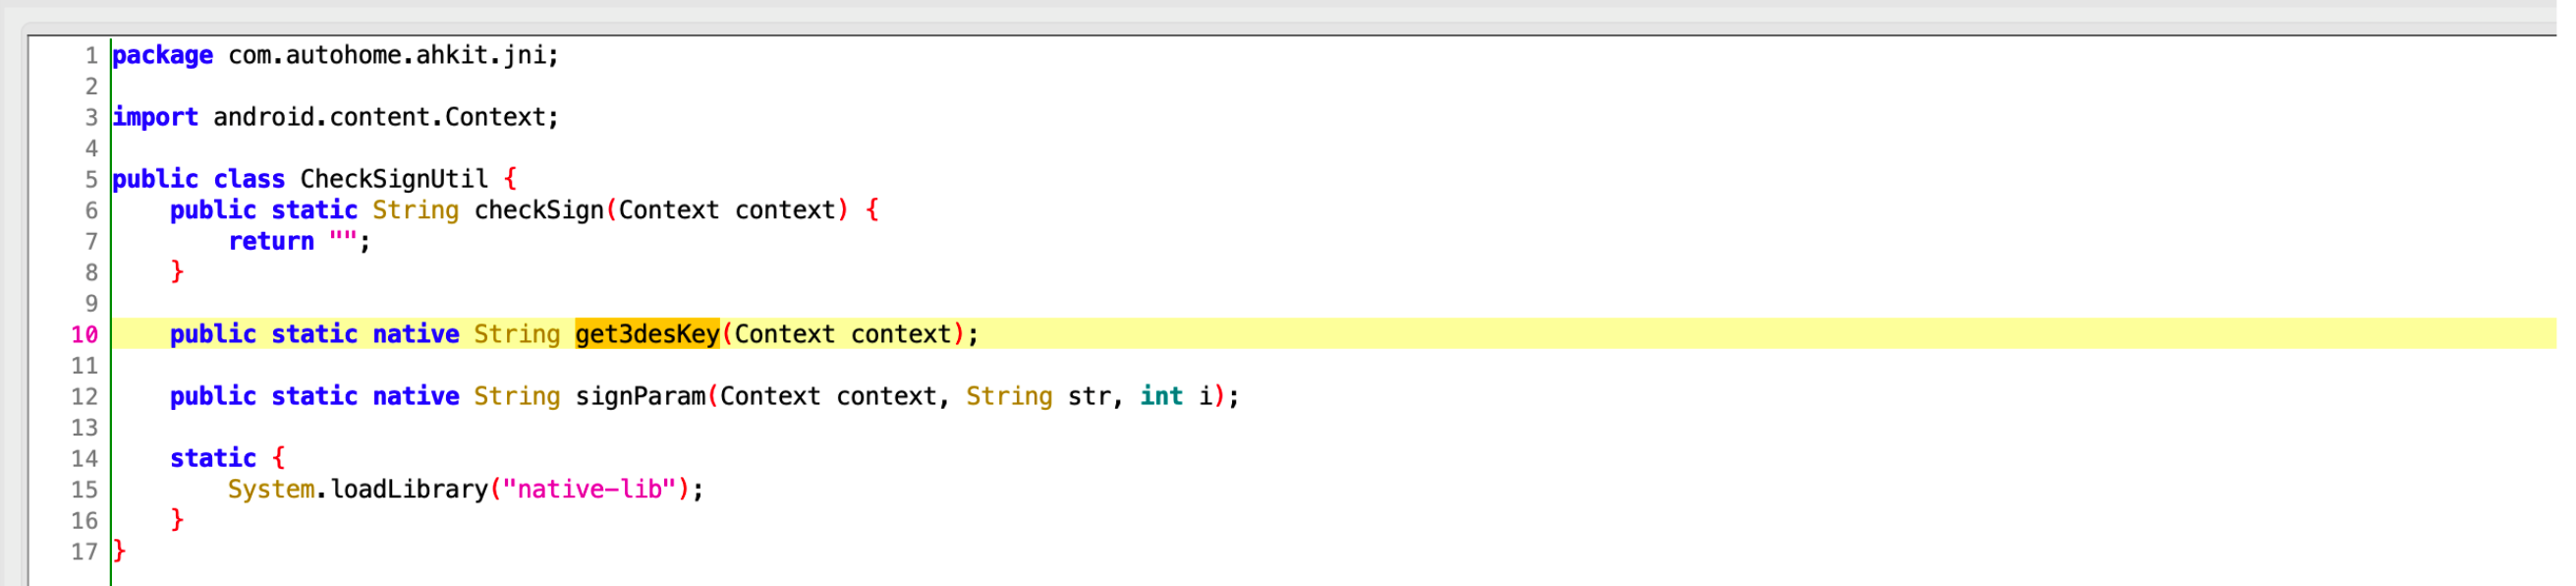 1 package com.autohome.ahkit.jni;
2
3 import android.content.Context;
4
5 public class CheckSignUtil {
6     public static String checkSign(Context context) {
7         return "";
8     }
9
10     public static native String get3desKey(Context context);
11
12     public static native String signParam(Context context, String str, int i);
13
14     static {
15         System.loadLibrary("native-lib");
16     }
17 }